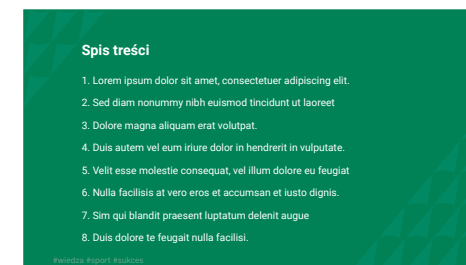 Spis treści
1. Lorem ipsum dolor sit amet, consectetuer adipiscing elit.
2. Sed diam nonummy nibh euismod tincidunt ut laoreet
3. Dolore magna aliquam erat volutpat.
4. Duis autem vel eum iriure dolor in hendrerit in vulputate.
5. Velit esse molestie consequat, vel illum dolore eu feugiat
6. Nulla facilisis at vero eros et accumsan et iusto dignis.
7. Sim qui blandit praesent luptatum delenit augue
8. Duis dolore te feugait nulla facilisi.
#wiedza #sport #sukces